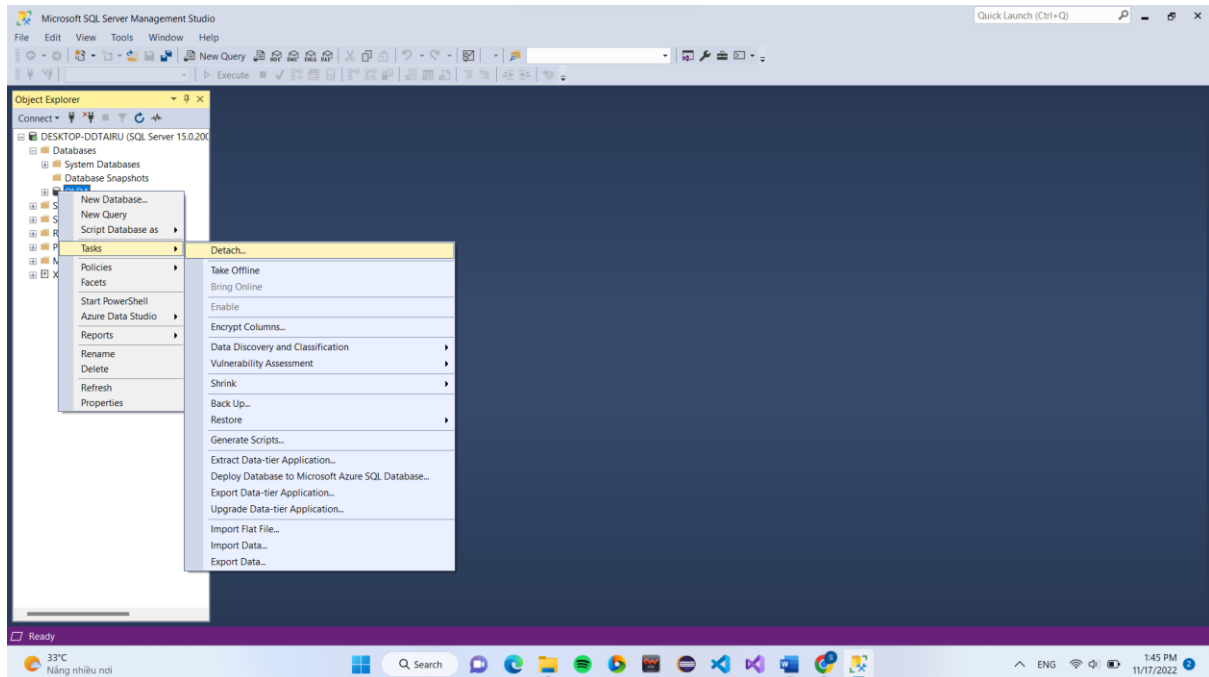 Microsoft SQL Server Management Studio
Quick Launch (Ctrl+Q)
File Edit View Tools Window Help
New Query
Execute
Object Explorer
Connect
DESKTOP-DDTAIRU (SQL Server 15.0.200
Databases
System Databases
Database Snapshots
S
S
R
P
M
X
New Database...
New Query
Script Database as
Tasks
Policies
Facets
Start PowerShell
Azure Data Studio
Reports
Rename
Delete
Refresh
Properties
Detach...
Take Offline
Bring Online
Enable
Encrypt Columns...
Data Discovery and Classification
Vulnerability Assessment
Shrink
Back Up...
Restore
Generate Scripts...
Extract Data-tier Application...
Deploy Database to Microsoft Azure SQL Database...
Export Data-tier Application...
Upgrade Data-tier Application...
Import Flat File...
Import Data...
Export Data...
Ready
33°C
Nắng nhiều nơi
Search
ENG
1:45 PM
11/17/2022
2